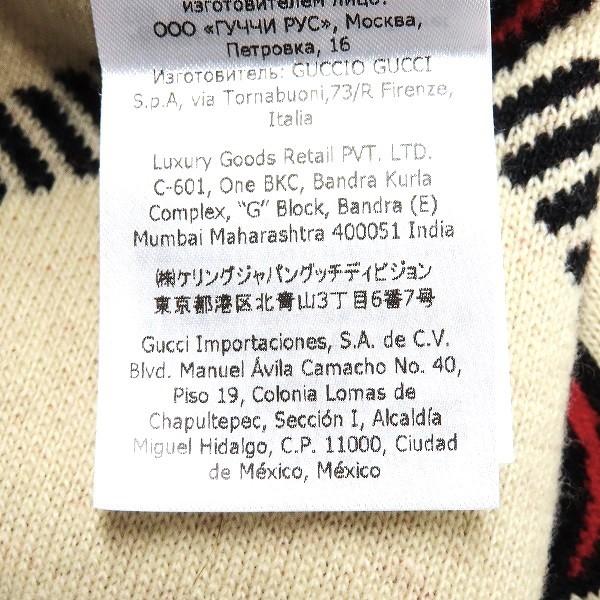 изготовителем лицо:
ООО «ГУЧЧИ РУС», Москва,
Петровка, 16
Изготовитель: GUCCIO GUCCI
S.p.A, via Tornabuoni,73/R Firenze,
Italia
Luxury Goods Retail PVT. LTD.
C-601, One BKC, Bandra Kurla
Complex, “G” Block, Bandra (E)
Mumbai Maharashtra 400051 India
㈱ケリングジャパングッチディビジョン
東京都港区北青山3丁目6番7号
Gucci Importaciones, S.A. de C.V.
Blvd. Manuel Ávila Camacho No. 40,
Piso 19, Colonia Lomas de
Chapultepec, Sección I, Alcaldía
Miguel Hidalgo, C.P. 11000, Ciudad
de México, México